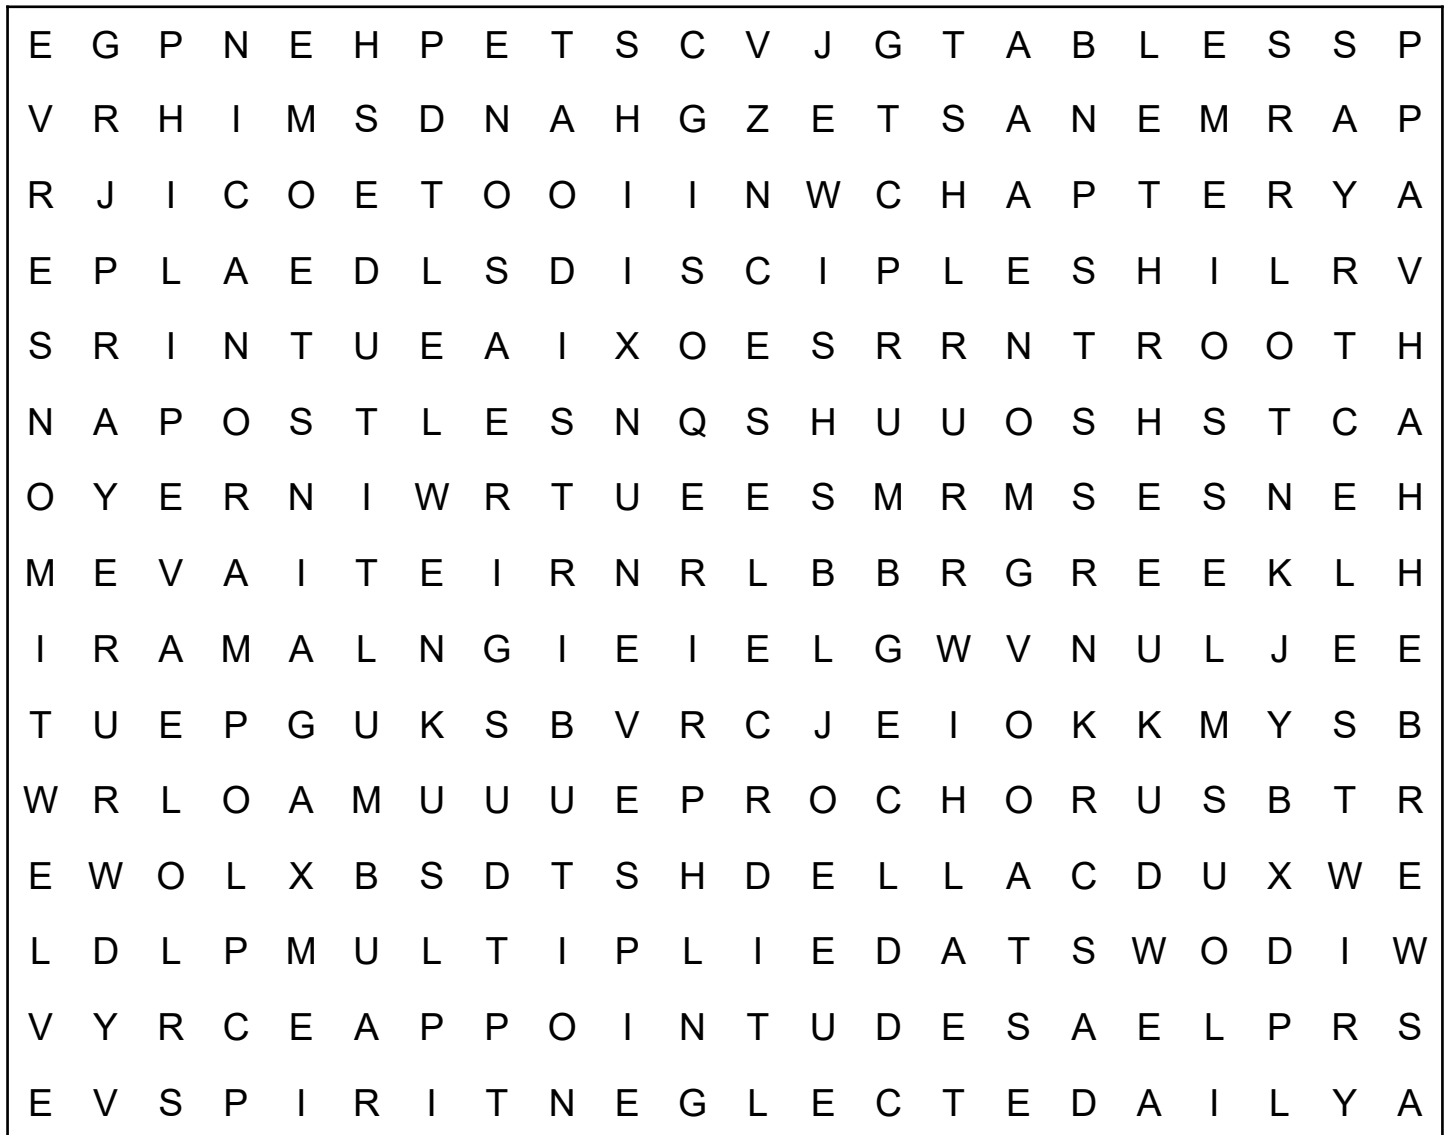 E G P N E H P E T S C V J G T A B L E S S P
V R H I M S D N A H G Z E T S A N E M R A P
R J I C O E T O O I I N W C H A P T E R Y A
E P L A E D L S D I S C I P L E S H I L R V
S R I N T U E A I X O E S R R N T R O O T H
N A P O S T L E S N Q S H U U O S H S T C A
O Y E R N I W R T U E E S M R M S E S N E H
M E V A I T E I R N R L B B R G R E E K L H
I R A M A L N G I E I E L G W V N U L J E E
T U E P G U K S B V R C J E I O K K M Y S B
W R L O A M U U U E P R O C H O R U S B T R
E W O L X B S D T S H D E L L A C D U X W E
L D L P M U L T I P L I E D A T S W O D I W
V Y R C E A P P O I N T U D E S A E L P R S
E V S P I R I T N E G L E C T E D A I L Y A